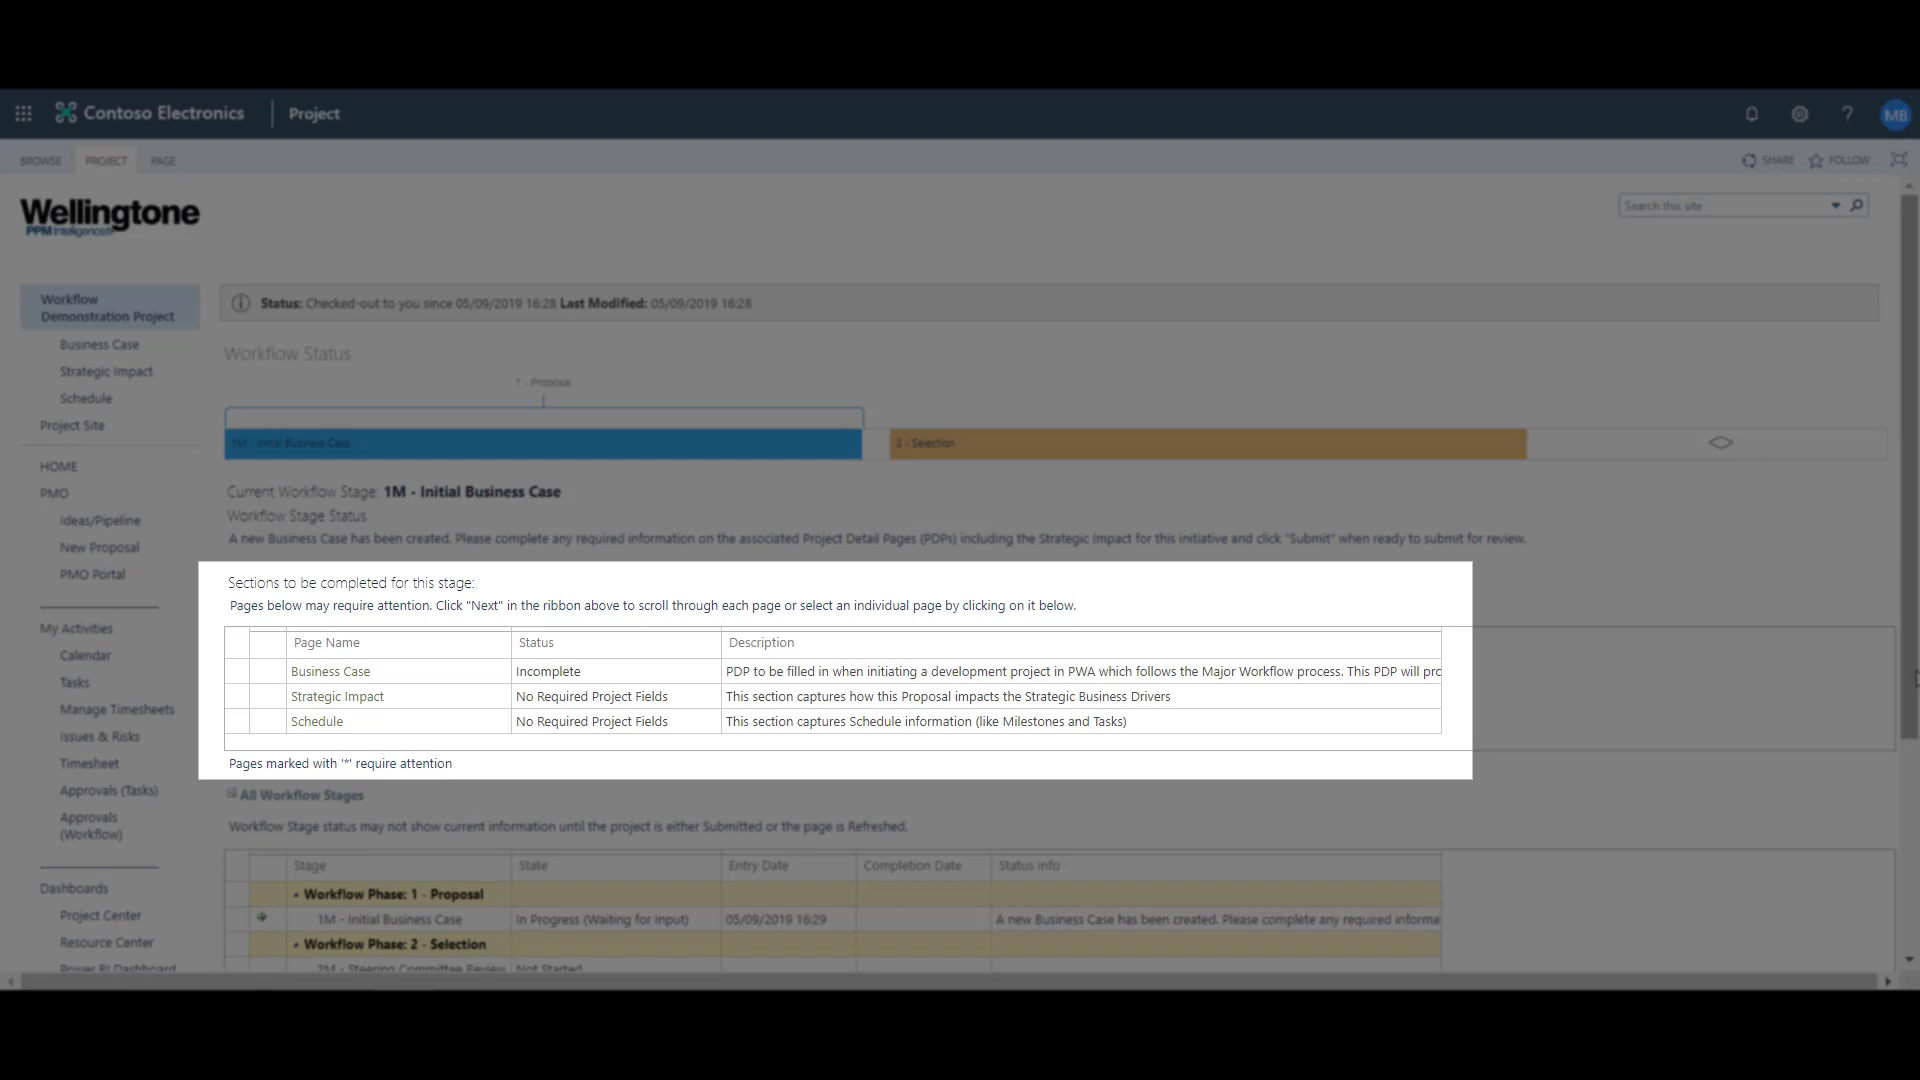 Contoso Electronics
Project
MB
BROWSE
PROJECT
PAGE
SHARE
FOLLOW
Wellingtone
PPM Intelligence
Search this site
Workflow
Demonstration Project
Business Case
Strategic Impact
Schedule
Project Site
HOME
PMO
Ideas/Pipeline
New Proposal
PMO Portal
My Activities
Calendar
Tasks
Manage Timesheets
Issues & Risks
Timesheet
Approvals (Tasks)
Approvals
(Workflow)
Dashboards
Project Center
Resource Center
Power BI Dashboard
Status: Checked-out to you since 05/09/2019 16:28 Last Modified: 05/09/2019 16:28
Workflow Status
1 - Proposal
1M - Initial Business Case
2 - Selection
Current Workflow Stage: 1M - Initial Business Case
Workflow Stage Status
A new Business Case has been created. Please complete any required information on the associated Project Detail Pages (PDPs) including the Strategic Impact for this initiative and click "Submit" when ready to submit for review.
Sections to be completed for this stage:
Pages below may require attention. Click "Next" in the ribbon above to scroll through each page or select an individual page by clicking on it below.
Page Name Status Description
Business Case Incomplete PDP to be filled in when initiating a development project in PWA which follows the Major Workflow process. This PDP will pro
Strategic Impact No Required Project Fields This section captures how this Proposal impacts the Strategic Business Drivers
Schedule No Required Project Fields This section captures Schedule information (like Milestones and Tasks)
Pages marked with '*' require attention
All Workflow Stages
Workflow Stage status may not show current information until the project is either Submitted or the page is Refreshed.
Stage State Entry Date Completion Date Status Info
Workflow Phase: 1 - Proposal
1M - Initial Business Case In Progress (Waiting for Input) 05/09/2019 16:29 A new Business Case has been created. Please complete any required informa
Workflow Phase: 2 - Selection
2M - Steering Committee Review Not Started